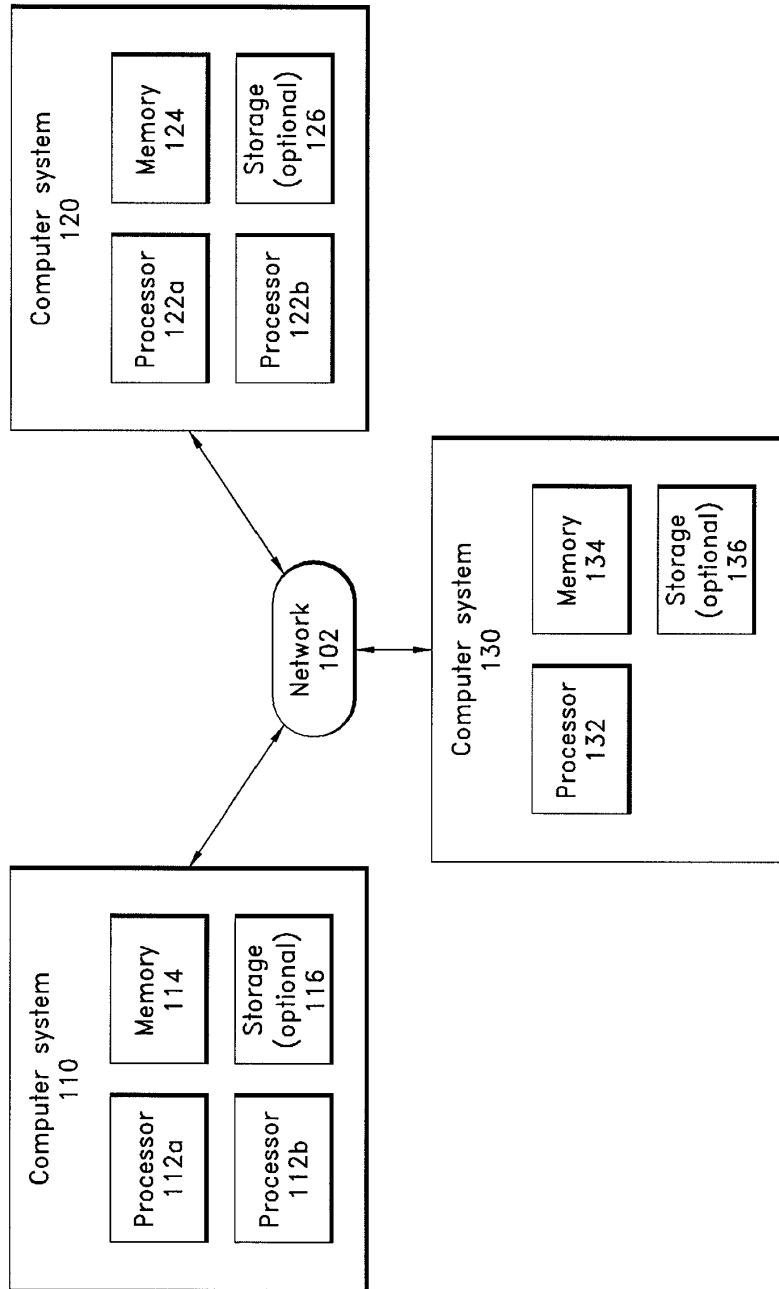 Computer system
110
Processor
112a
Memory
114
Processor
112b
Storage
(optional)
116
Network
102
Computer system
120
Processor
122a
Memory
124
Processor
122b
Storage
(optional)
126
Computer system
130
Processor
132
Memory
134
Storage
(optional)
136